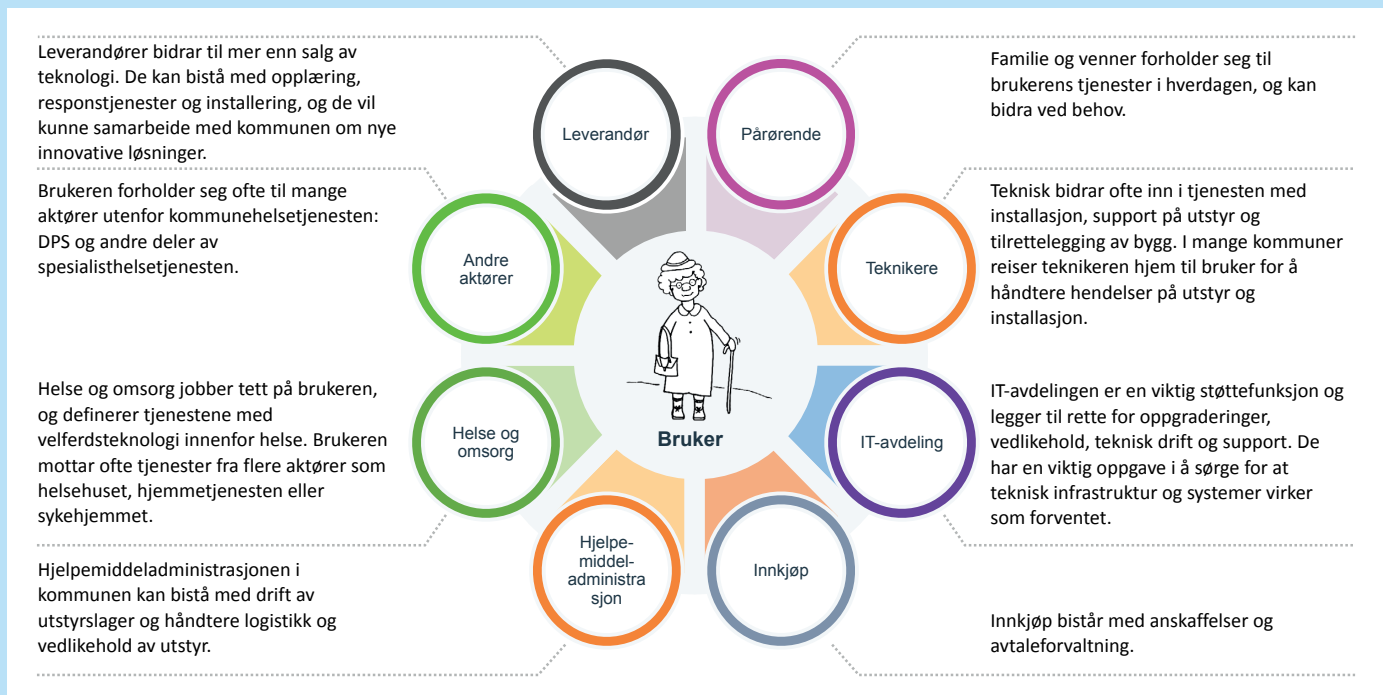 Leverandører bidrar til mer enn salg av
teknologi. De kan bistå med opplæring,
responstjenester og installering, og de vil
kunne samarbeide med kommunen om nye
innovative løsninger.
Brukeren forholder seg ofte til mange
aktører utenfor kommunehelsetjenesten:
DPS og andre deler av
spesialisthelsetjenesten.
Helse og omsorg jobber tett på brukeren,
og definerer tjenestene med
velferdsteknologi innenfor helse. Brukeren
mottar ofte tjenester fra flere aktører som
helsehuset, hjemmetjenesten eller
sykehjemmet.
Hjelpemiddeladministrasjonen i
kommunen kan bistå med drift av
utstyrslager og håndtere logistikk og
vedlikehold av utstyr.
Leverandør
Pårørende
Andre
aktører
Teknikere
Helse og
omsorg
Bruker
IT-avdeling
Hjelpe-
middel-
administra
sjon
Innkjøp
Familie og venner forholder seg til
brukerens tjenester i hverdagen, og kan
bidra ved behov.
Teknisk bidrar ofte inn i tjenesten med
installasjon, support på utstyr og
tilrettelegging av bygg. I mange kommuner
reiser teknikeren hjem til bruker for å
håndtere hendelser på utstyr og
installasjon.
IT-avdelingen er en viktig støttefunksjon og
legger til rette for oppgraderinger,
vedlikehold, teknisk drift og support. De
har en viktig oppgave i å sørge for at
teknisk infrastruktur og systemer virker
som forventet.
Innkjøp bistår med anskaffelser og
avtaleforvaltning.